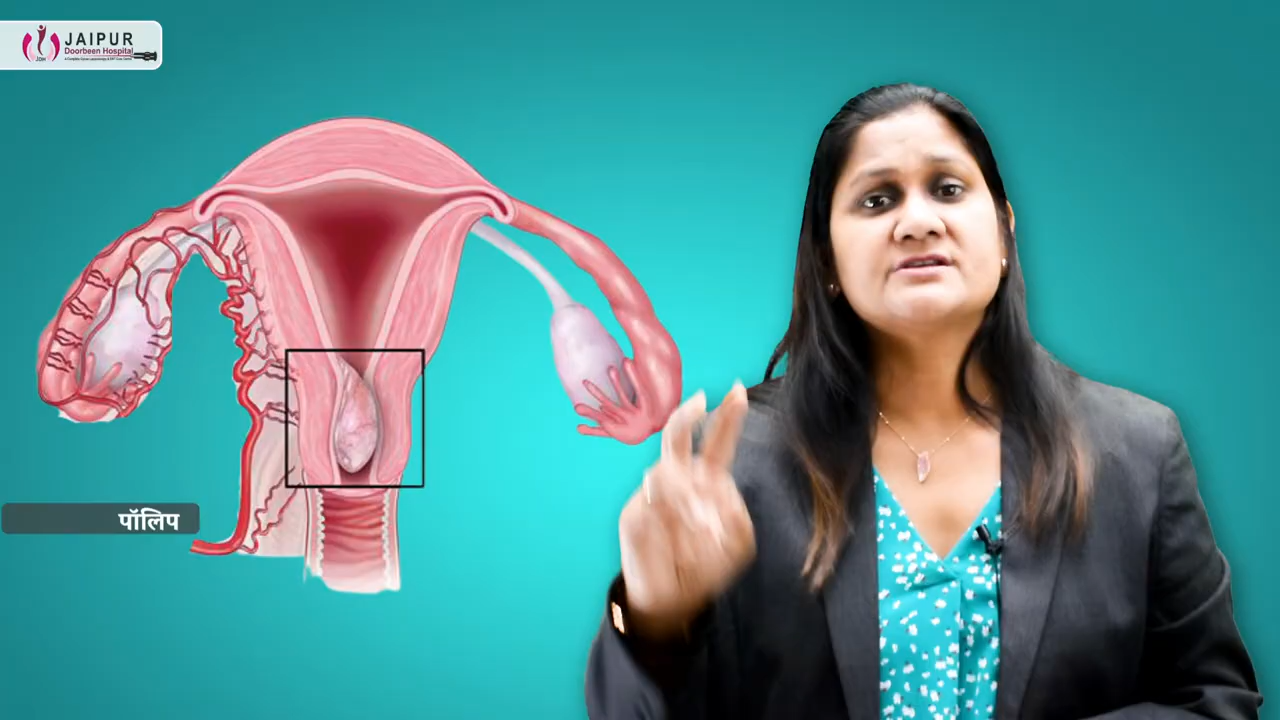 JAIPUR
Doorbeen Hospital
पॉलिप